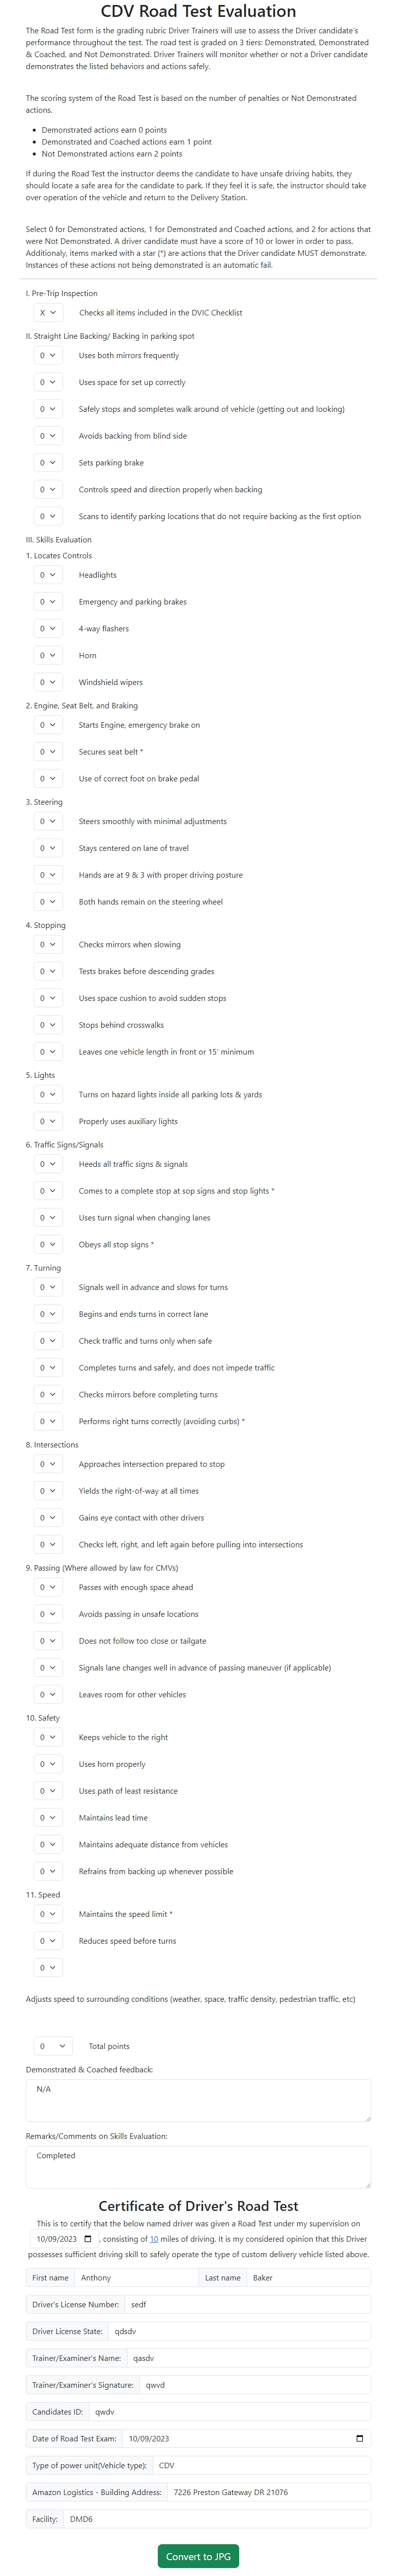 CDV Road Test Evaluation
The Road Test form is the grading rubric Driver Trainers will use to assess the Driver candidate's
performance throughout the test. The road test is graded on 3 tiers: Demonstrated, Demonstrated
& Coached, and Not Demonstrated. Driver Trainers will monitor whether or not a Driver candidate
demonstrates the listed behaviors and actions safely.
The scoring system of the Road Test is based on the number of penalties or Not Demonstrated
actions.
• Demonstrated actions earn 0 points
• Demonstrated and Coached actions earn 1 point
• Not Demonstrated actions earn 2 points
If during the Road Test the instructor deems the candidate to have unsafe driving habits, they
should locate a safe area for the candidate to park. If they feel it is safe, the instructor should take
over operation of the vehicle and return to the Delivery Station.
Select 0 for Demonstrated actions, 1 for Demonstrated and Coached actions, and 2 for actions that
were Not Demonstrated. A driver candidate must have a score of 10 or lower in order to pass.
Additionaly, items marked with a star (*) are actions that the Driver candidate MUST demonstrate.
Instances of these actions not being demonstrated is an automatic fail.
I. Pre-Trip Inspection
X Checks all items included in the DVIC Checklist
II. Straight Line Backing/ Backing in parking spot
0 Uses both mirrors frequently
0 Uses space for set up correctly
0 Safely stops and sompletes walk around of vehicle (getting out and looking)
0 Avoids backing from blind side
0 Sets parking brake
0 Controls speed and direction properly when backing
0 Scans to identify parking locations that do not require backing as the first option
III. Skills Evaluation
1. Locates Controls
0 Headlights
0 Emergency and parking brakes
0 4-way flashers
0 Horn
0 Windshield wipers
2. Engine, Seat Belt, and Braking
0 Starts Engine, emergency brake on
0 Secures seat belt *
0 Use of correct foot on brake pedal
3. Steering
0 Steers smoothly with minimal adjustments
0 Stays centered on lane of travel
0 Hands are at 9 & 3 with proper driving posture
0 Both hands remain on the steering wheel
4. Stopping
0 Checks mirrors when slowing
0 Tests brakes before descending grades
0 Uses space cushion to avoid sudden stops
0 Stops behind crosswalks
0 Leaves one vehicle length in front or 15' minimum
5. Lights
0 Turns on hazard lights inside all parking lots & yards
0 Properly uses auxiliary lights
6. Traffic Signs/Signals
0 Heeds all traffic signs & signals
0 Comes to a complete stop at sop signs and stop lights *
0 Uses turn signal when changing lanes
0 Obeys all stop signs *
7. Turning
0 Signals well in advance and slows for turns
0 Begins and ends turns in correct lane
0 Check traffic and turns only when safe
0 Completes turns and safely, and does not impede traffic
0 Checks mirrors before completing turns
0 Performs right turns correctly (avoiding curbs) *
8. Intersections
0 Approaches intersection prepared to stop
0 Yields the right-of-way at all times
0 Gains eye contact with other drivers
0 Checks left, right, and left again before pulling into intersections
9. Passing (Where allowed by law for CMVs)
0 Passes with enough space ahead
0 Avoids passing in unsafe locations
0 Does not follow too close or tailgate
0 Signals lane changes well in advance of passing maneuver (if applicable)
0 Leaves room for other vehicles
10. Safety
0 Keeps vehicle to the right
0 Uses horn properly
0 Uses path of least resistance
0 Maintains lead time
0 Maintains adequate distance from vehicles
0 Refrains from backing up whenever possible
11. Speed
0 Maintains the speed limit *
0 Reduces speed before turns
0
Adjusts speed to surrounding conditions (weather, space, traffic density, pedestrian traffic, etc)
0 Total points
Demonstrated & Coached feedback:
N/A
Remarks/Comments on Skills Evaluation:
Completed
Certificate of Driver's Road Test
This is to certify that the below named driver was given a Road Test under my supervision on
10/09/2023 , consisting of 10 miles of driving. It is my considered opinion that this Driver
possesses sufficient driving skill to safely operate the type of custom delivery vehicle listed above.
First name Anthony Last name Baker
Driver's License Number: sedf
Driver License State: qdsdv
Trainer/Examiner's Name: qasdv
Trainer/Examiner's Signature: qwvd
Candidates ID: qwdv
Date of Road Test Exam: 10/09/2023
Type of power unit(Vehicle type): CDV
Amazon Logistics - Building Address: 7226 Preston Gateway DR 21076
Facility: DMD6
Convert to JPG